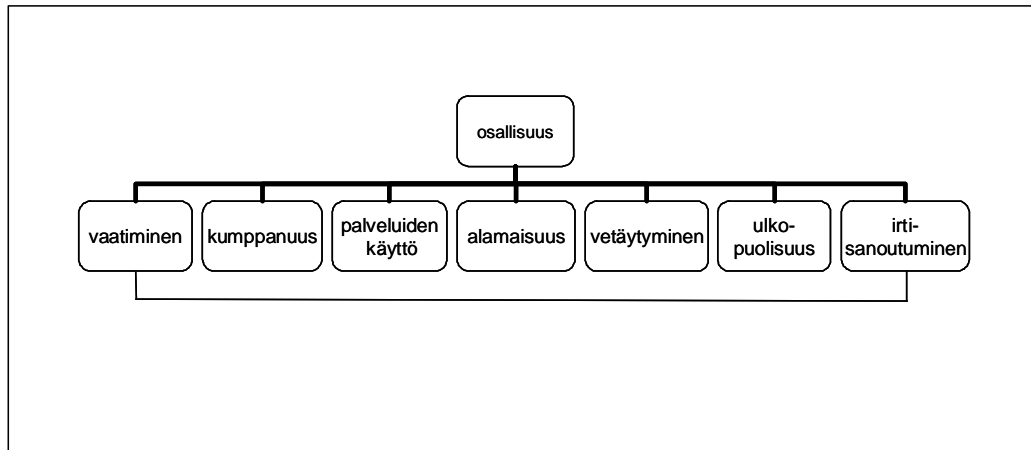 osallisuus
vaatiminen
kumppanuus
palveluiden
käyttö
alamaisuus
vetäytyminen
ulko-
puolisuus
irti-
sanoutuminen